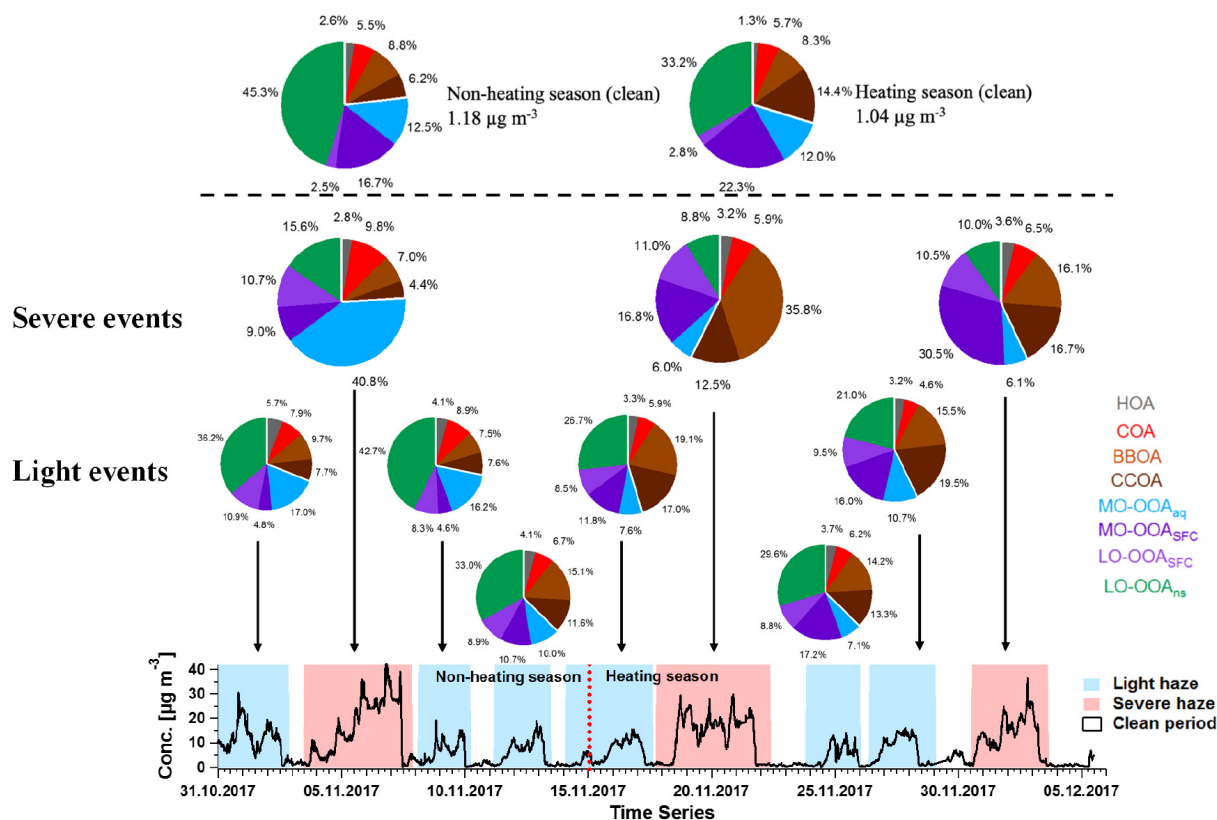 2.6% 5.5% 8.8% 6.2% 12.5% 16.7% 2.5% 45.3%
Non-heating season (clean)
1.18 µg m-3
1.3% 5.7% 8.3% 14.4% 12.0% 22.3% 2.8% 33.2%
Heating season (clean)
1.04 µg m-3
Severe events
2.8% 9.8% 7.0% 4.4% 40.8% 9.0% 10.7% 15.6%
3.2% 5.9% 35.8% 12.5% 6.0% 16.8% 11.0% 8.8%
3.6% 6.5% 16.1% 16.7% 6.1% 30.5% 10.5% 10.0%
Light events
5.7% 7.9% 9.7% 7.7% 17.0% 4.8% 10.9% 36.2%
4.1% 8.9% 7.5% 7.6% 16.2% 4.6% 8.3% 42.7%
3.3% 5.9% 19.1% 17.0% 7.6% 11.8% 8.5% 26.7%
3.2% 4.6% 15.5% 19.5% 10.7% 16.0% 9.5% 21.0%
4.1% 6.7% 15.1% 11.6% 10.0% 10.7% 8.9% 33.0%
3.7% 6.2% 14.2% 13.3% 7.1% 17.2% 8.8% 29.6%
HOA
COA
BBOA
CCOA
MO-OOAaq
MO-OOASFC
LO-OOASFC
LO-OOAns
Non-heating season
Heating season
Light haze
Severe haze
Clean period
Conc. [µg m-3]
40
30
20
10
0
31.10.2017 05.11.2017 10.11.2017 15.11.2017 20.11.2017 25.11.2017 30.11.2017 05.12.2017
Time Series